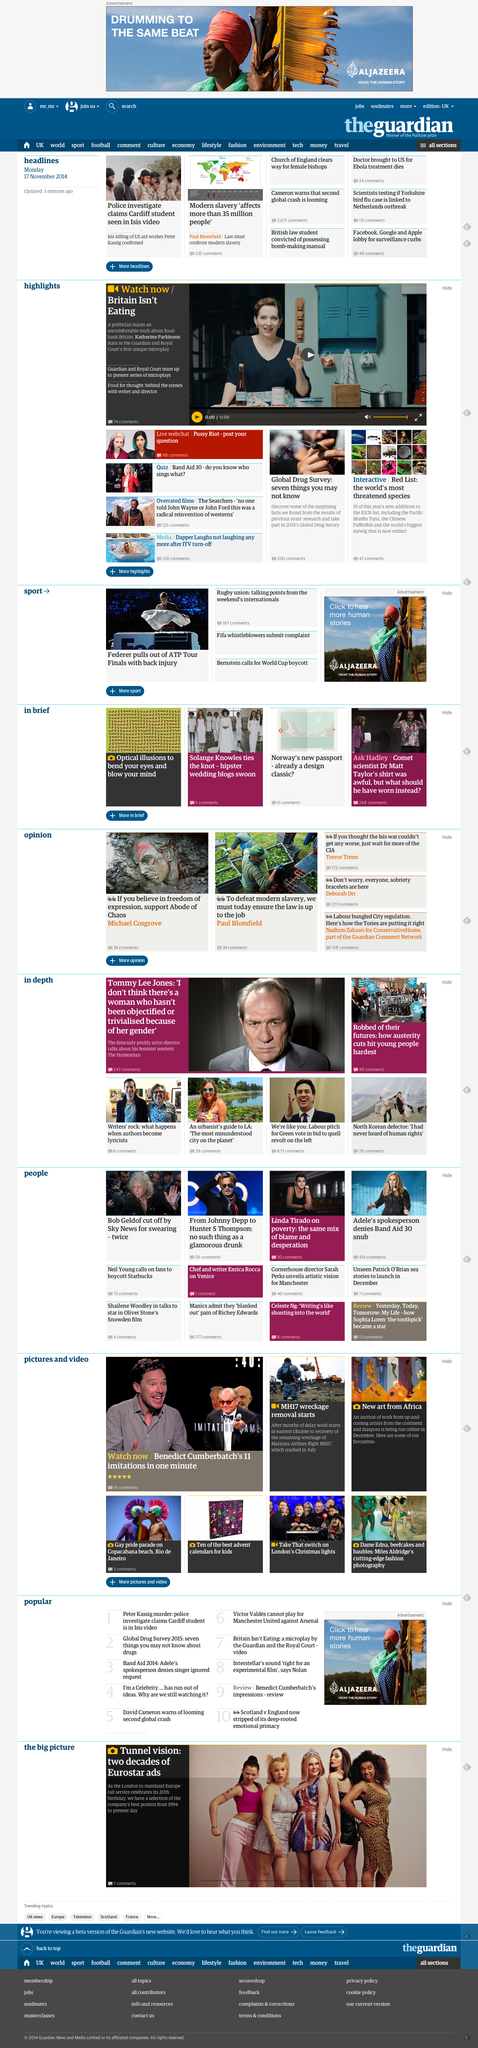 Advertisement
DRUMMING TO
THE SAME BEAT
ALJAZEERA
HEAR THE HUMAN STORY
mr_mr
join us
search
jobs
soulmates
more
edition: UK
theguardian
Winner of the Pulitzer prize
UK world sport football comment culture economy lifestyle fashion environment tech money travel
all sections
headlines
Monday
17 November 2014
Updated: 3 minutes ago
Police investigate
claims Cardiff student
seen in Isis video
Isis killing of US aid worker Peter
Kassig confirmed
Modern slavery 'affects
more than 35 million
people'
Paul Blomfield / Law must
confront modern slavery
235 comments
Church of England clears
way for female bishops
Cameron warns that second
global crash is looming
2,671 comments
British law student
convicted of possessing
bomb-making manual
Doctor brought to US for
Ebola treatment dies
24 comments
Scientists testing if Yorkshire
bird flu case is linked to
Netherlands outbreak
131 comments
Facebook, Google and Apple
lobby for surveillance curbs
49 comments
More headlines
highlights
Hide
Watch now /
Britain Isn't
Eating
A politician learns an
uncomfortable truth about food-
bank Britain. Katherine Parkinson
stars in the Guardian and Royal
Court's first unique microplay
Guardian and Royal Court team up
to present series of microplays
Food for thought: behind the scenes
with writer and director
74 comments
0:00 / 0:00
Live webchat / Pussy Riot - post your
question
98 comments
Quiz / Band Aid 30 - do you know who
sings what?
Overrated films / The Searchers - 'no one
told John Wayne or John Ford this was a
radical reinvention of westerns'
125 comments
Media / Dapper Laughs not laughing any
more after ITV turn-off
128 comments
Global Drug Survey:
seven things you may
not know
Discover some of the surprising
facts we found from the results of
previous years' research and take
part in 2015's Global Drug Survey
200 comments
Interactive / Red List:
the world's most
threatened species
15 of this year's new additions to
the IUCN list, including the Pacific
Bluefin Tuna, the Chinese
Pufferfish and the world's biggest
earwig that is now extinct
41 comments
More highlights
sport
Hide
Federer pulls out of ATP Tour
Finals with back injury
Rugby union: talking points from the
weekend's internationals
187 comments
Fifa whistleblowers submit complaint
Bernstein calls for World Cup boycott
Advertisement
Click to
hear more
human
stories
ALJAZEERA
HEAR THE HUMAN STORY
More sport
in brief
Hide
Optical illusions to
bend your eyes and
blow your mind
Solange Knowles ties
the knot - hipster
wedding blogs swoon
5 comments
Norway's new passport
- already a design
classic?
0 comments
Ask Hadley / Comet
scientist Dr Matt
Taylor's shirt was
awful, but what should
he have worn instead?
268 comments
More in brief
opinion
Hide
If you believe in freedom of
expression, support Abode of
Chaos
Michael Cosgrove
34 comments
To defeat modern slavery, we
must today ensure the law is up
to the job
Paul Blomfield
36 comments
If you thought the Isis war couldn't
get any worse, just wait for more of the
CIA
Trevor Timm
172 comments
Don't worry, everyone, sobriety
bracelets are here
Deborah Orr
211 comments
Labour bungled City regulation.
Here's how the Tories are putting it right
Nadhim Zahawi for ConservativeHome,
part of the Guardian Comment Network
158 comments
More opinion
in depth
Hide
Tommy Lee Jones: 'I
don't think there's a
woman who hasn't
been objectified or
trivialised because
of her gender'
The famously prickly actor-director
talks about his feminist western
The Homesman
247 comments
Robbed of their
futures: how austerity
cuts hit young people
hardest
49 comments
Writers' rock: what happens
when authors become
lyricists
6 comments
An urbanist's guide to LA:
'The most misunderstood
city on the planet'
29 comments
We're like you: Labour pitch
for Green vote in bid to quell
revolt on the left
677 comments
North Korean defector: 'I had
never heard of human rights'
26 comments
people
Hide
Bob Geldof cut off by
Sky News for swearing
- twice
From Johnny Depp to
Hunter S Thompson: no
such thing as a
glamorous drunk
56 comments
Linda Tirado on
poverty: the same mix
of blame and
desperation
30 comments
Adele's spokesperson
denies Band Aid 30
snub
414 comments
Neil Young calls on fans to
boycott Starbucks
73 comments
Chef and writer Enrica Rocca
on Venice
1 comment
Cornerhouse director Sarah
Perks unveils artistic vision for
Manchester
40 comments
Unseen Patrick O'Brian sea
stories to launch in
December
7 comments
Shailene Woodley in talks to
star in Oliver Stone's
Snowden film
4 comments
Manics admit they 'blanked
out' pain of Richey Edwards
177 comments
Celeste Ng: 'Writing's like
shouting into the world'
8 comments
Review / Yesterday, Today,
Tomorrow: My Life - how
Sophia Loren 'the toothpick'
became a star
13 comments
pictures and video
Hide
IMITATION GAME
Watch now / Benedict Cumberbatch's 11
imitations in one minute
41 comments
MH17 wreckage
removal starts
After months of delay work starts
in eastern Ukraine to recovery of
the remaining wreckage of
Malaysia Airlines flight MH17,
which crashed in July
New art from Africa
An auction of work from up-and-
coming artists from the continent
and diaspora is being run online in
December. Here are some of our
favourites
Gay pride parade on
Copacabana beach, Rio de
Janeiro
3 comments
Ten of the best advent
calendars for kids
Take That switch on
London's Christmas lights
Dame Edna, beefcakes and
baubles: Miles Aldridge's
cutting-edge fashion
photography
More pictures and video
popular
Hide
1 Peter Kassig murder: police
investigate claims Cardiff student
is in Isis video
2 Global Drug Survey 2015: seven
things you may not know about
drugs
3 Band Aid 2014: Adele's
spokesperson denies singer ignored
request
4 I'm a Celebrity ... has run out of
ideas. Why are we still watching it?
5 David Cameron warns of looming
second global crash
6 Victor Valdés cannot play for
Manchester United against Arsenal
7 Britain Isn't Eating: a microplay by
the Guardian and the Royal Court -
video
8 Interstellar's sound 'right for an
experimental film', says Nolan
9 Review / Benedict Cumberbatch's
impressions - review
10 Scotland v England now
stripped of its deep-rooted
emotional primacy
Advertisement
Click to
hear more
human
stories
ALJAZEERA
HEAR THE HUMAN STORY
the big picture
Hide
Tunnel vision:
two decades of
Eurostar ads
As the London to mainland Europe
rail service celebrates its 20th
birthday, we have a selection of the
company's best posters from 1994
to present day
7 comments
Trending topics
UK news Europe Television Scotland France More...
You're viewing a beta version of the Guardian's new website. We'd love to hear what you think.
Find out more
Leave feedback
back to top
theguardian
UK world sport football comment culture economy lifestyle fashion environment tech money travel
all sections
membership
all topics
securedrop
privacy policy
jobs
all contributors
feedback
cookie policy
soulmates
info and resources
complaints & corrections
use current version
masterclasses
contact us
terms & conditions
© 2014 Guardian News and Media Limited or its affiliated companies. All rights reserved.